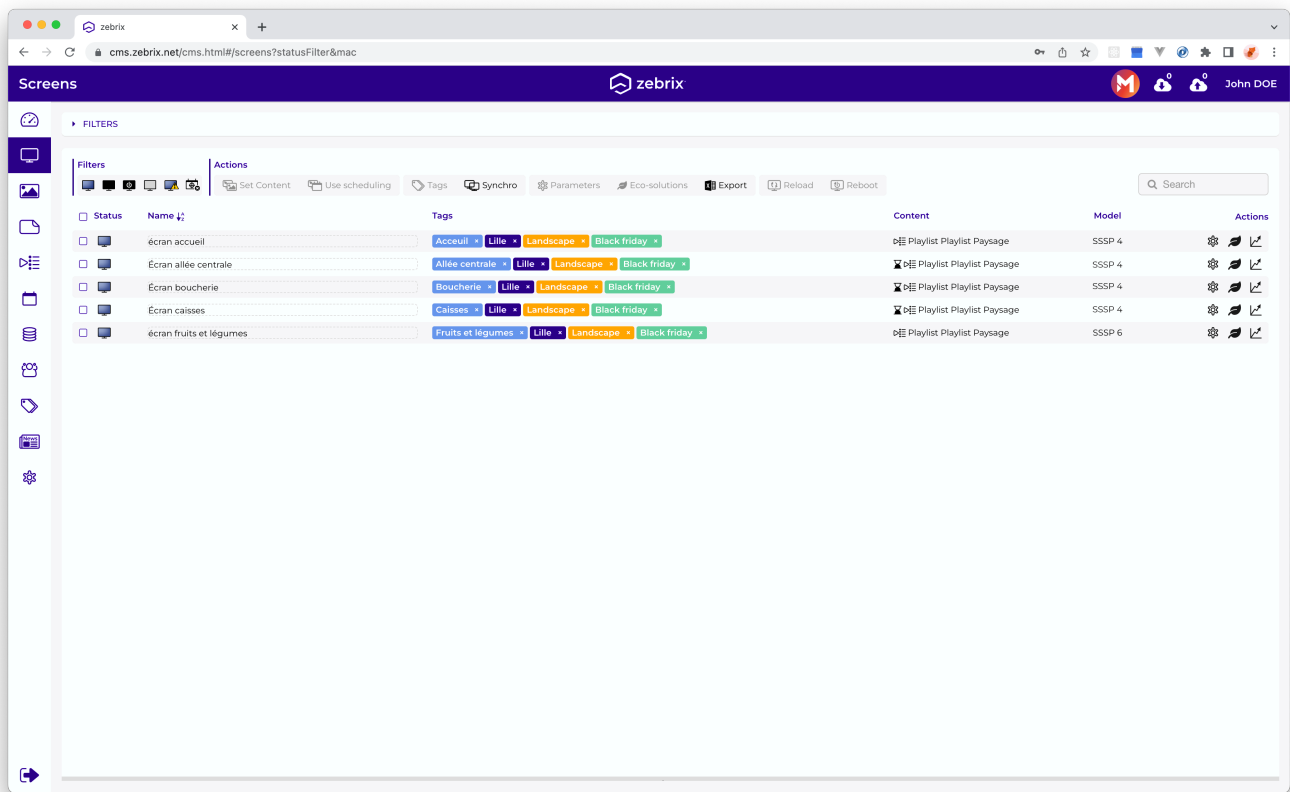 zebrix
cms.zebrix.net/cms.html#/screens?statusFilter&mac
Screens zebrix 0 0 John DOE
FILTERS
Filters Actions
Set Content Use scheduling Tags Synchro Parameters Eco-solutions Export Reload Reboot Search
Status Name Tags Content Model Actions
écran accueil Acceuil × Lille × Landscape × Black friday × Playlist Playlist Paysage SSSP 4
Écran allée centrale Allée centrale × Lille × Landscape × Black friday × Playlist Playlist Paysage SSSP 4
Écran boucherie Boucherie × Lille × Landscape × Black friday × Playlist Playlist Paysage SSSP 4
Écran caisses Caisses × Lille × Landscape × Black friday × Playlist Playlist Paysage SSSP 4
écran fruits et légumes Fruits et légumes × Lille × Landscape × Black friday × Playlist Playlist Paysage SSSP 6
News